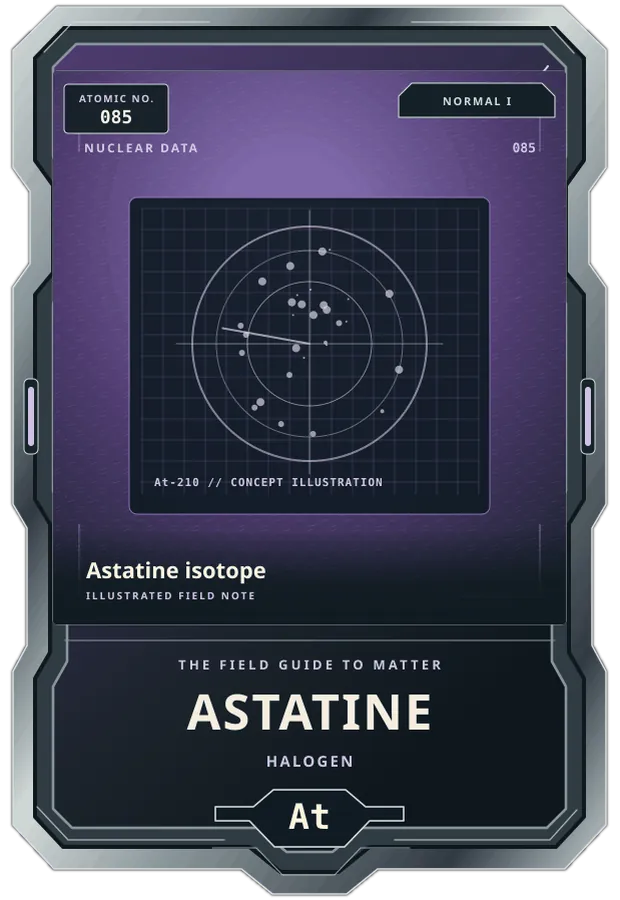 ATOMIC NO.
085
NORMAL I
NUCLEAR DATA
085
At-210 // CONCEPT ILLUSTRATION
Astatine isotope
ILLUSTRATED FIELD NOTE
THE FIELD GUIDE TO MATTER
ASTATINE
HALOGEN
At